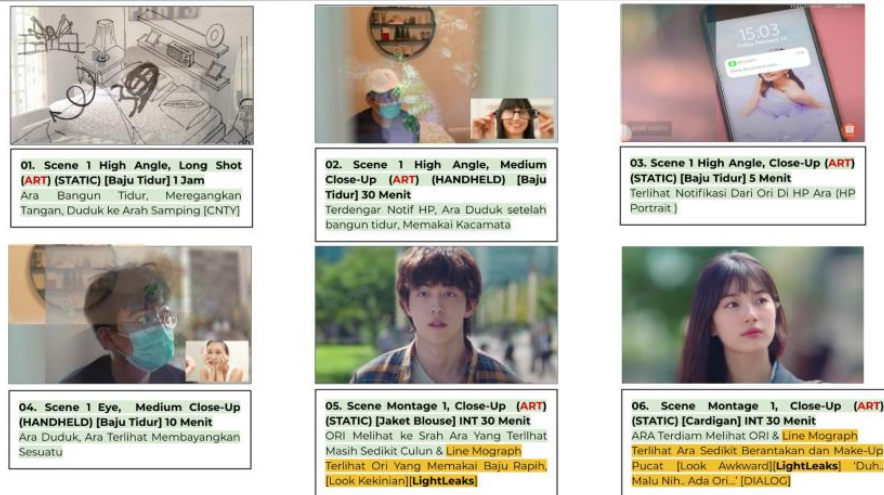 15.03
01. Scene 1 High Angle, Long Shot
(ART) (STATIC) [Baju Tidur] 1 Jam
Ara Bangun Tidur, Meregangkan
Tangan, Duduk ke Arah Samping [CNTY]
02. Scene 1 High Angle, Medium
Close-Up (ART) (HANDHELD) [Baju
Tidur] 30 Menit
Terdengar Notif HP, Ara Duduk setelah
bangun tidur, Memakai Kacamata
03. Scene 1 High Angle, Close-Up (ART)
(STATIC) [Baju Tidur] 5 Menit
Terlihat Notifikasi Dari Ori Di HP Ara (HP
Portrait )
04. Scene 1 Eye, Medium Close-Up
(HANDHELD) [Baju Tidur] 10 Menit
Ara Duduk, Ara Terlihat Membayangkan
Sesuatu
05. Scene Montage 1, Close-Up (ART)
(STATIC) [Jaket Blouse] INT 30 Menit
ORI Melihat ke Srah Ara Yang Terlihat
Masih Sedikit Culun & Line Mograph
Terlihat Ori Yang Memakai Baju Rapih,
[Look Kekinian][LightLeaks]
06. Scene Montage 1, Close-Up (ART)
(STATIC) [Cardigan] INT 30 Menit
ARA Terdiam Melihat ORI & Line Mograph
Terlihat Ara Sedikit Berantakan dan Make-Up
Pucat [Look Awkward][LightLeaks] 'Duh..
Malu Nih.. Ada Ori...' [DIALOG]